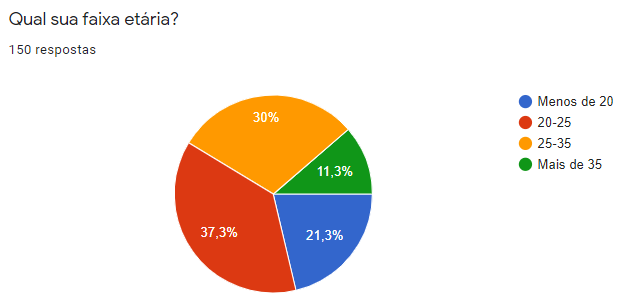 Qual sua faixa etária?
150 respostas
Menos de 20
20-25
25-35
Mais de 35
30%
11,3%
37,3%
21,3%